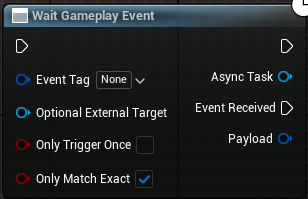 Wait Gameplay Event
Event Tag None
Async Task
Optional External Target
Event Received
Only Trigger Once
Payload
Only Match Exact